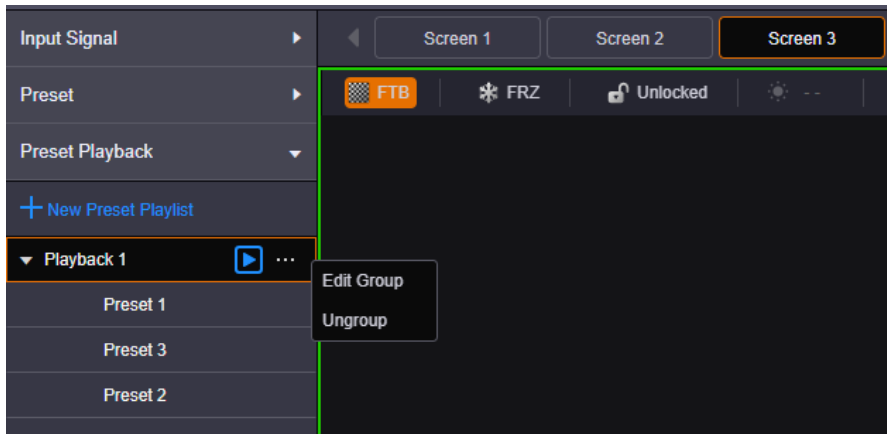 Input Signal
Screen 1
Screen 2
Screen 3
Preset
FTB
FRZ
Unlocked
--
Preset Playback
New Preset Playlist
Playback 1
...
Edit Group
Ungroup
Preset 1
Preset 3
Preset 2